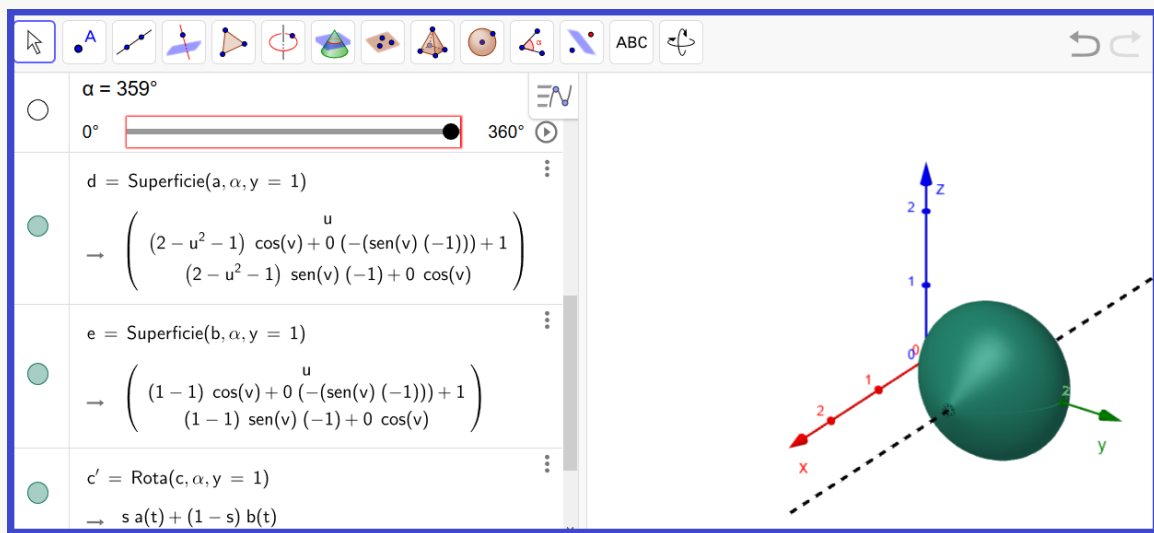 A
α
ABC
α = 359°
0°
360°
d = Superficie(a, α, y = 1)
u
→ (2 − u² − 1) cos(v) + 0 (−(sen(v) (−1))) + 1
(2 − u² − 1) sen(v) (−1) + 0 cos(v)
e = Superficie(b, α, y = 1)
u
→ (1 − 1) cos(v) + 0 (−(sen(v) (−1))) + 1
(1 − 1) sen(v) (−1) + 0 cos(v)
c′ = Rota(c, α, y = 1)
→ s a(t) + (1 − s) b(t)
z
2
1
0
0
1
2
2
x
y